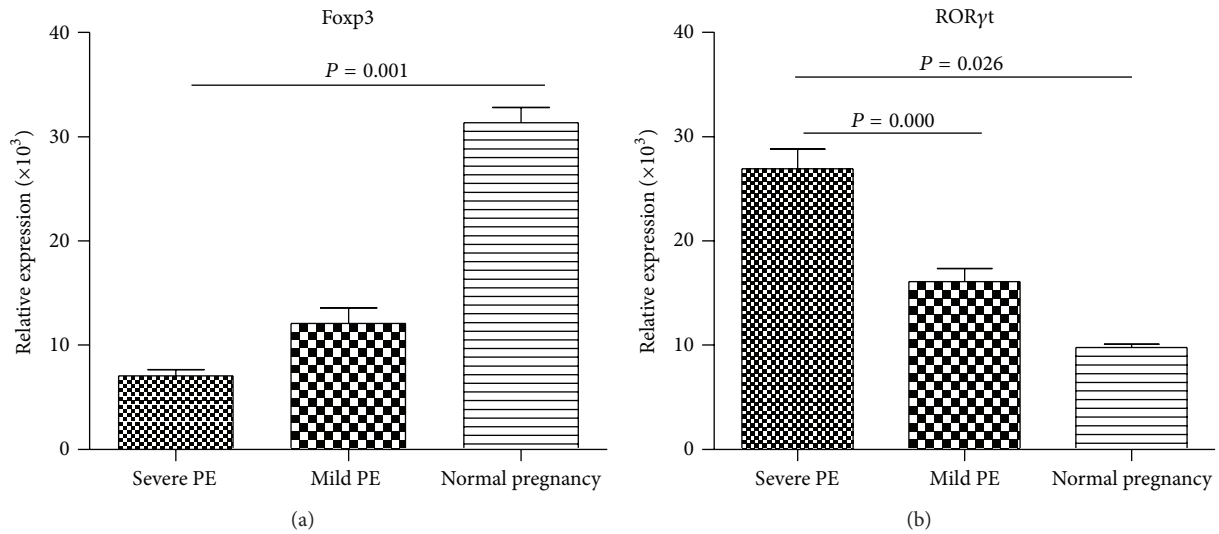 Foxp3
40
30
20
10
0
Relative expression (×10³)
P = 0.001
Severe PE
Mild PE
Normal pregnancy
(a)
RORγt
40
30
20
10
0
Relative expression (×10³)
P = 0.026
P = 0.000
Severe PE
Mild PE
Normal pregnancy
(b)